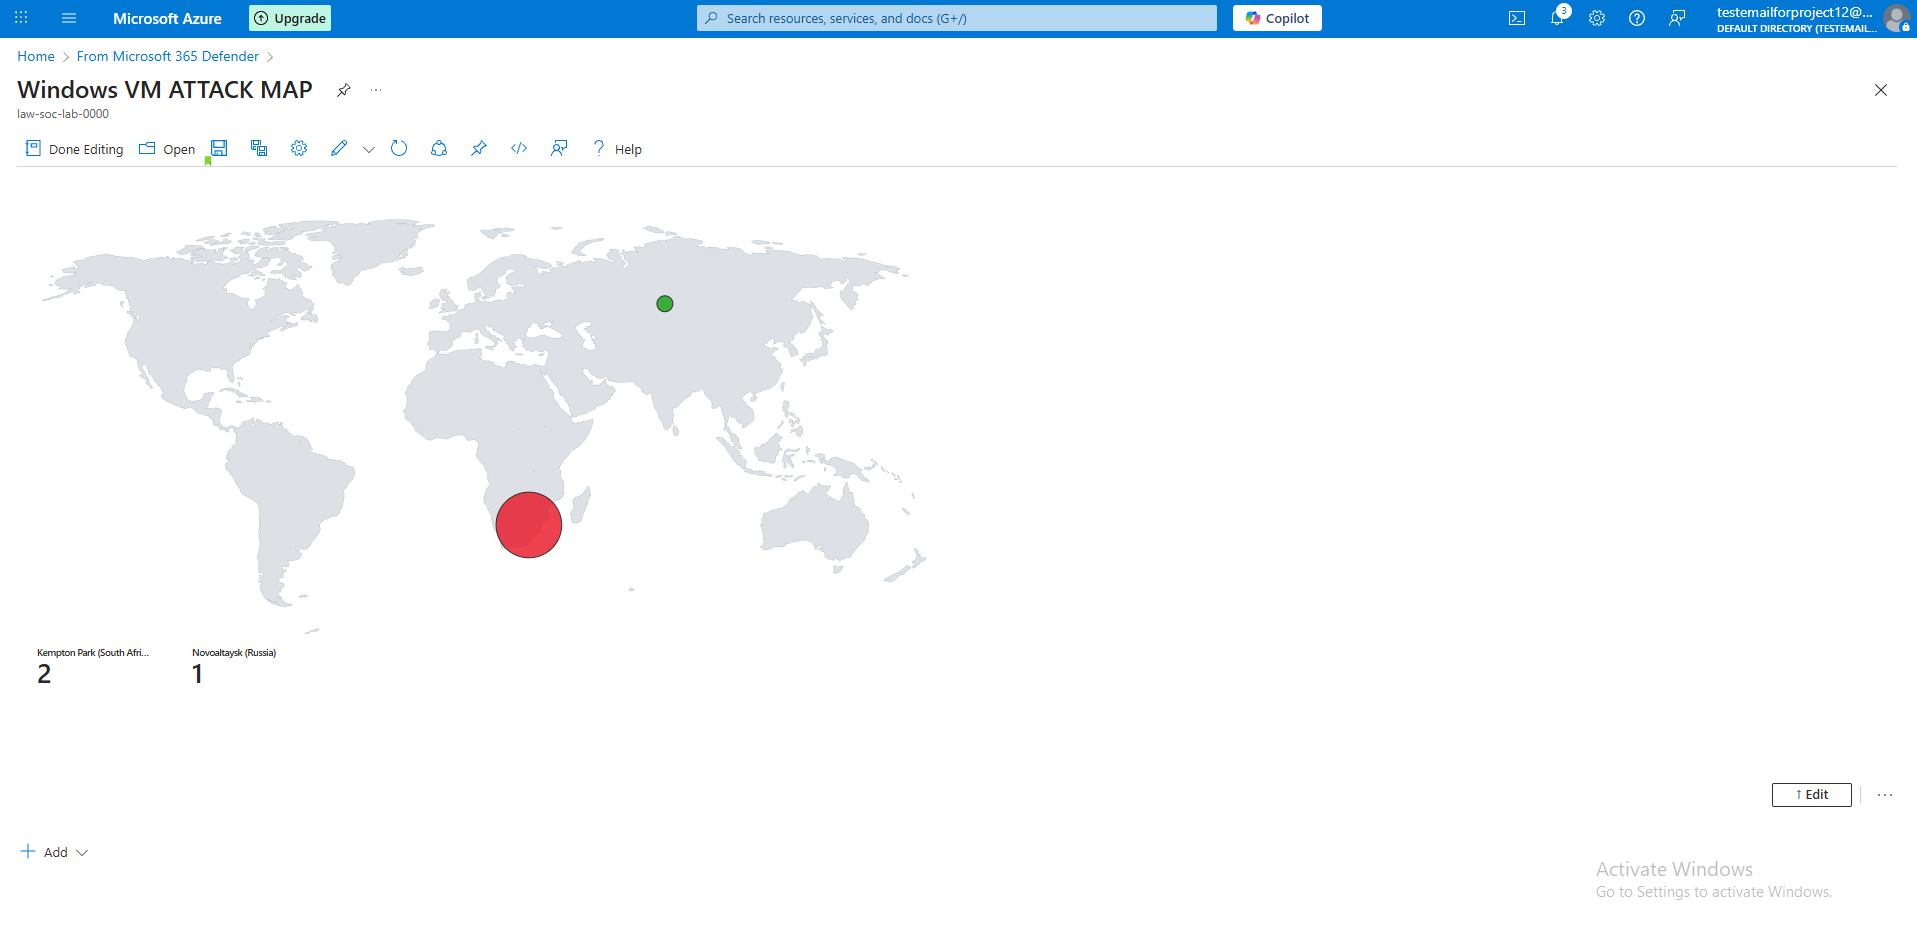 Microsoft Azure
Upgrade
Search resources, services, and docs (G+/)
Copilot
3
testemailforproject12@...
DEFAULT DIRECTORY (TESTEMAIL...
Home > From Microsoft 365 Defender >
Windows VM ATTACK MAP
law-soc-lab-0000
Done Editing
Open
Help
Kempton Park (South Afri...
2
Novoaltaysk (Russia)
1
↑ Edit
Add
Activate Windows
Go to Settings to activate Windows.